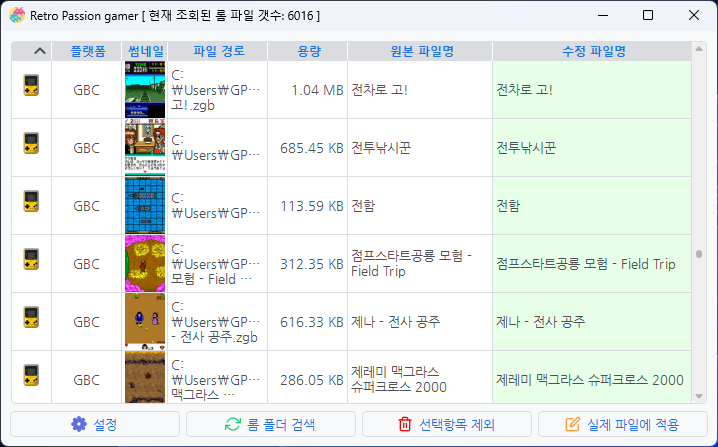 Retro Passion gamer [ 현재 조회된 롬 파일 갯수: 6016 ]
플랫폼 썸네일 파일 경로 용량 원본 파일명 수정 파일명
GBC C:
₩Users₩GP…
고!.zgb 1.04 MB 전차로 고! 전차로 고!
GBC C:
₩Users₩GP… 685.45 KB 전투낚시꾼 전투낚시꾼
GBC C:
₩Users₩GP… 113.59 KB 전함 전함
GBC C:
₩Users₩GP…
모험 - Field … 312.35 KB 점프스타트공룡 모험 -
Field Trip 점프스타트공룡 모험 - Field Trip
GBC C:
₩Users₩GP…
- 전사 공주.zgb 616.33 KB 제나 - 전사 공주 제나 - 전사 공주
GBC C:
₩Users₩GP…
맥그라스 … 286.05 KB 제레미 맥그라스
슈퍼크로스 2000 제레미 맥그라스 슈퍼크로스 2000
설정 롬 폴더 검색 선택항목 제외 실제 파일에 적용